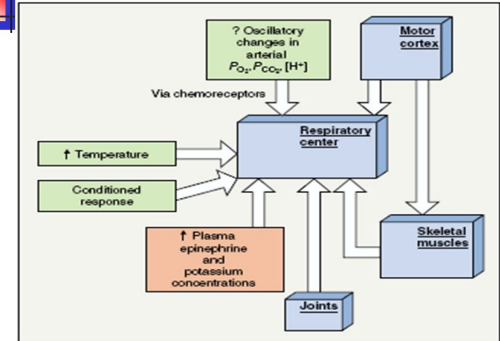 ? Oscillatory
changes in
arterial
PO₂, PCO₂, [H⁺]
Motor
cortex
Via chemoreceptors
Respiratory
center
↑ Temperature
Conditioned
response
↑ Plasma
epinephrine
and
potassium
concentrations
Skeletal
muscles
Joints